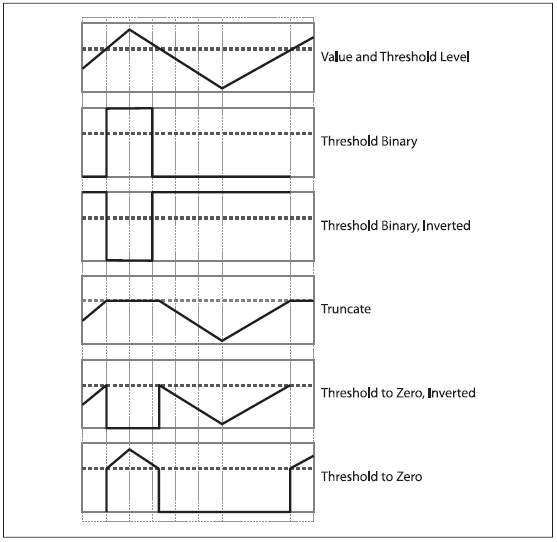 Value and Threshold Level
Threshold Binary
Threshold Binary, Inverted
Truncate
Threshold to Zero, Inverted
Threshold to Zero